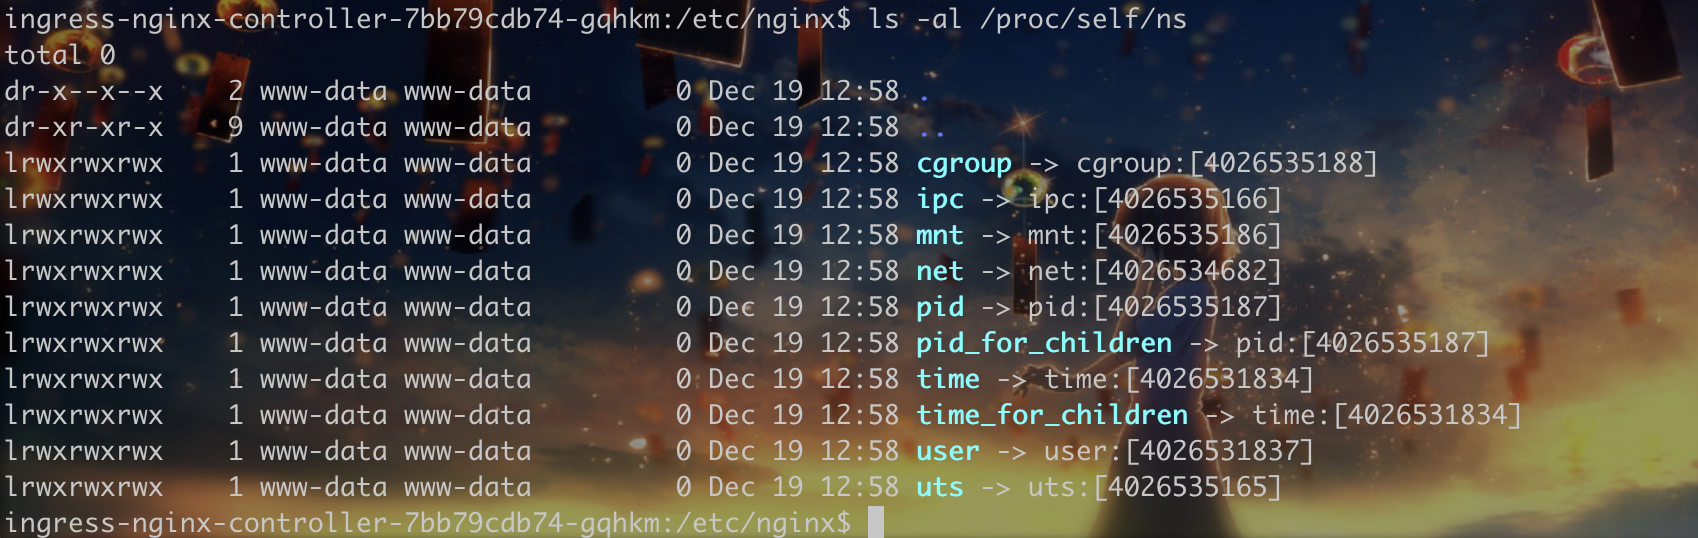 ingress-nginx-controller-7bb79cdb74-gqhkm:/etc/nginx$ ls -al /proc/self/ns
total 0
dr-x--x--x    2 www-data www-data         0 Dec 19 12:58 .
dr-xr-xr-x    9 www-data www-data         0 Dec 19 12:58 ..
lrwxrwxrwx    1 www-data www-data         0 Dec 19 12:58 cgroup -> cgroup:[4026535188]
lrwxrwxrwx    1 www-data www-data         0 Dec 19 12:58 ipc -> ipc:[4026535166]
lrwxrwxrwx    1 www-data www-data         0 Dec 19 12:58 mnt -> mnt:[4026535186]
lrwxrwxrwx    1 www-data www-data         0 Dec 19 12:58 net -> net:[4026534682]
lrwxrwxrwx    1 www-data www-data         0 Dec 19 12:58 pid -> pid:[4026535187]
lrwxrwxrwx    1 www-data www-data         0 Dec 19 12:58 pid_for_children -> pid:[4026535187]
lrwxrwxrwx    1 www-data www-data         0 Dec 19 12:58 time -> time:[4026531834]
lrwxrwxrwx    1 www-data www-data         0 Dec 19 12:58 time_for_children -> time:[4026531834]
lrwxrwxrwx    1 www-data www-data         0 Dec 19 12:58 user -> user:[4026531837]
lrwxrwxrwx    1 www-data www-data         0 Dec 19 12:58 uts -> uts:[4026535165]
ingress-nginx-controller-7bb79cdb74-gqhkm:/etc/nginx$